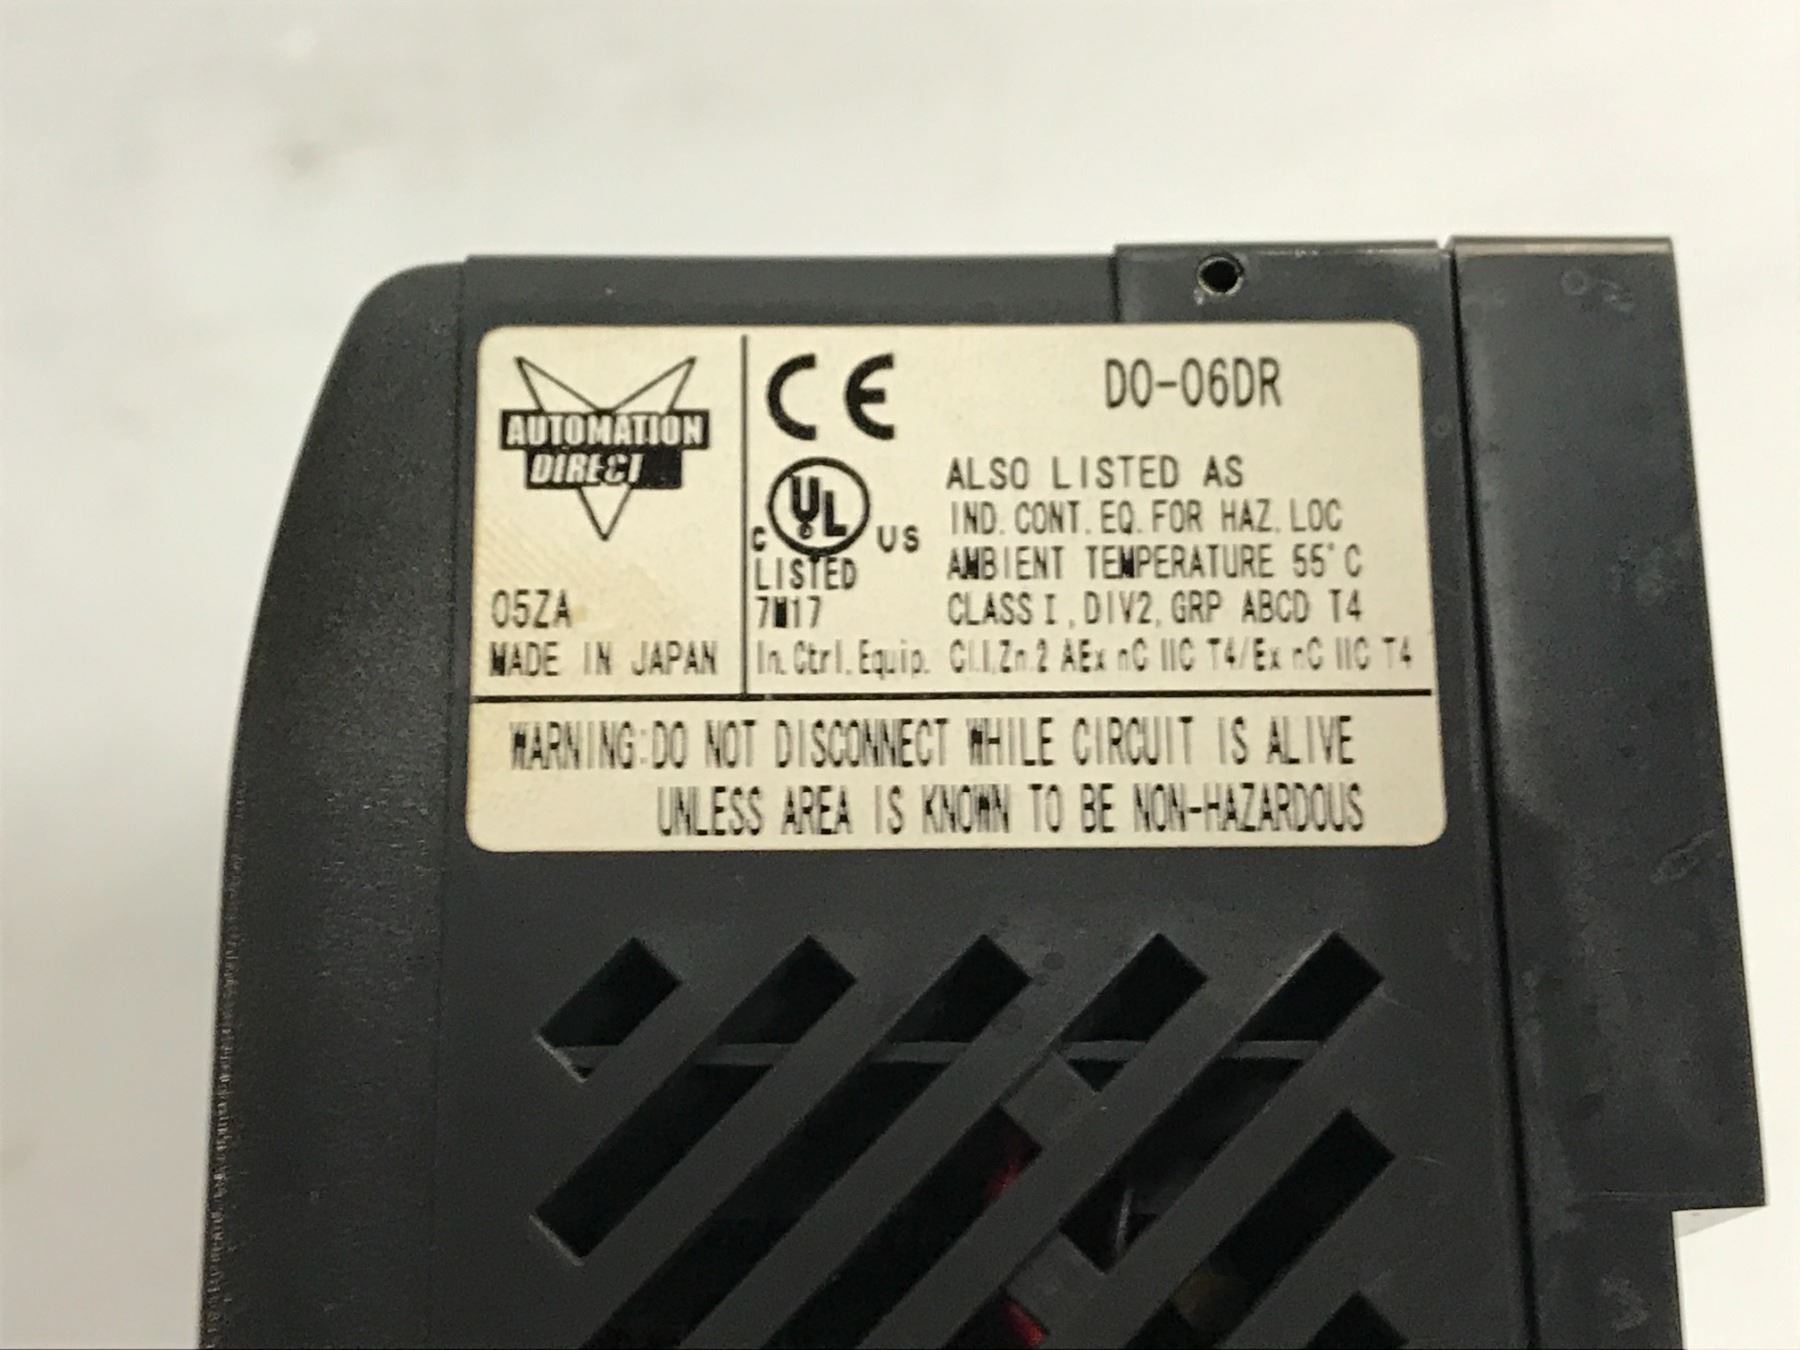 AUTOMATION
DIRECT
05ZA
MADE IN JAPAN
CE
D0-06DR
C UL US
LISTED
7M17
In. Ctrl. Equip.
ALSO LISTED AS
IND. CONT. EQ. FOR HAZ. LOC
AMBIENT TEMPERATURE 55°C
CLASS I, DIV2, GRP ABCD T4
Cl.I,Zn.2 AEx nC IIC T4/Ex nC IIC T4
WARNING:DO NOT DISCONNECT WHILE CIRCUIT IS ALIVE
UNLESS AREA IS KNOWN TO BE NON-HAZARDOUS